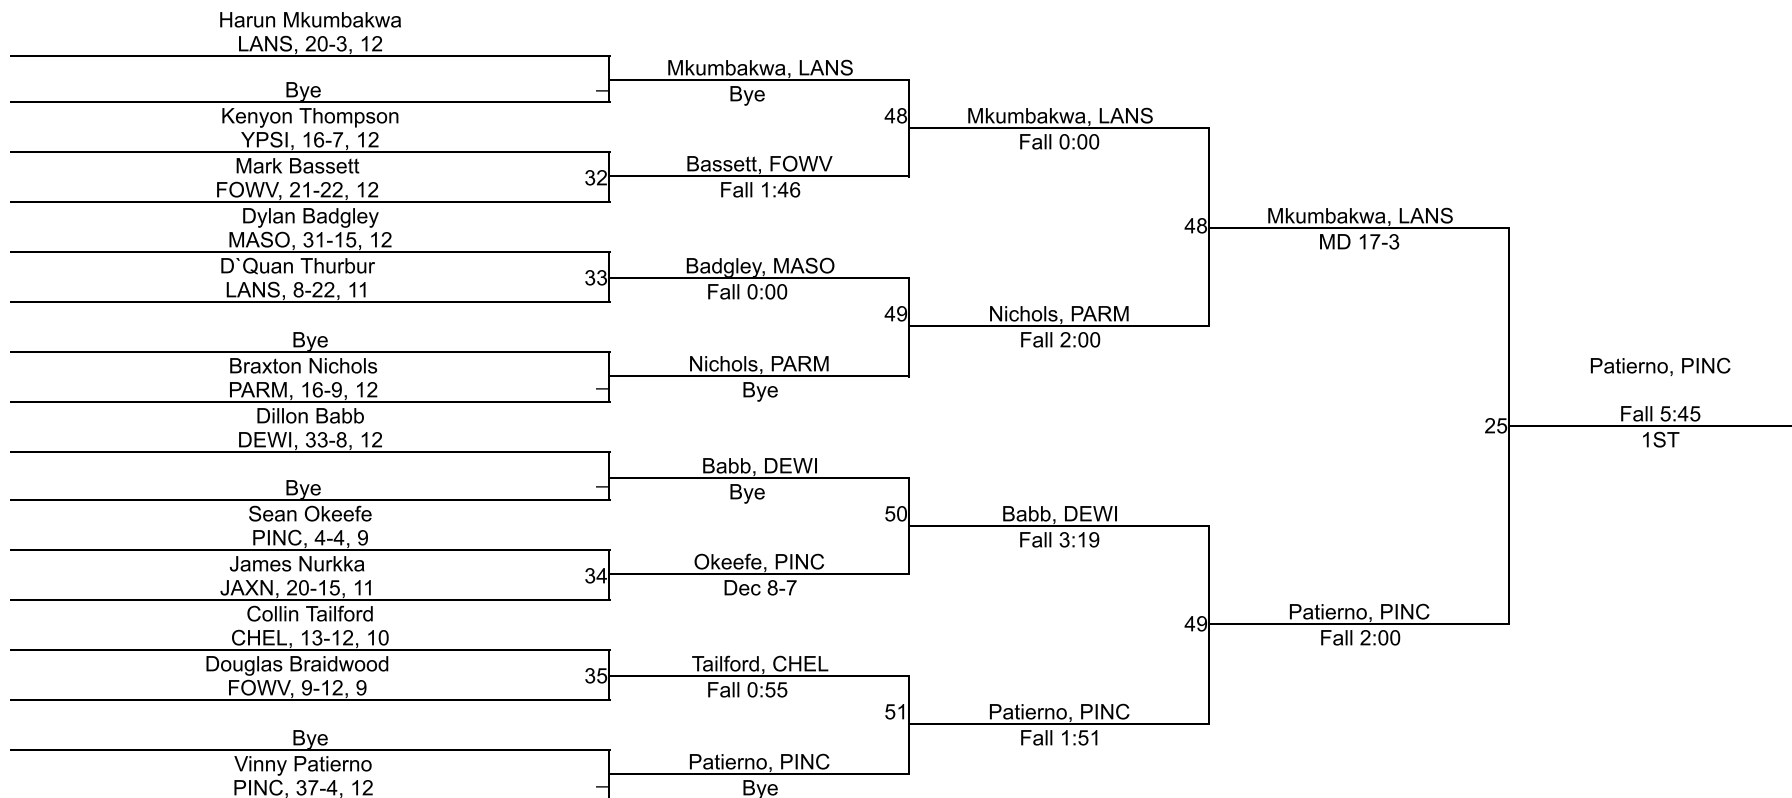 Harun Mkumbakwa
LANS, 20-3, 12
Bye
Kenyon Thompson
YPSI, 16-7, 12
Mark Bassett
FOWV, 21-22, 12
32
Dylan Badgley
MASO, 31-15, 12
D`Quan Thurbur
LANS, 8-22, 11
33
Bye
Braxton Nichols
PARM, 16-9, 12
Dillon Babb
DEWI, 33-8, 12
Bye
Sean Okeefe
PINC, 4-4, 9
James Nurkka
JAXN, 20-15, 11
34
Collin Tailford
CHEL, 13-12, 10
Douglas Braidwood
FOWV, 9-12, 9
35
Bye
Vinny Patierno
PINC, 37-4, 12
Mkumbakwa, LANS
Bye
48
Bassett, FOWV
Fall 1:46
Badgley, MASO
Fall 0:00
49
Nichols, PARM
Bye
Babb, DEWI
Bye
50
Okeefe, PINC
Dec 8-7
Tailford, CHEL
Fall 0:55
51
Patierno, PINC
Bye
Mkumbakwa, LANS
Fall 0:00
48
Nichols, PARM
Fall 2:00
Babb, DEWI
Fall 3:19
49
Patierno, PINC
Fall 1:51
Mkumbakwa, LANS
MD 17-3
25
Patierno, PINC
Fall 2:00
Patierno, PINC
Fall 5:45
1ST